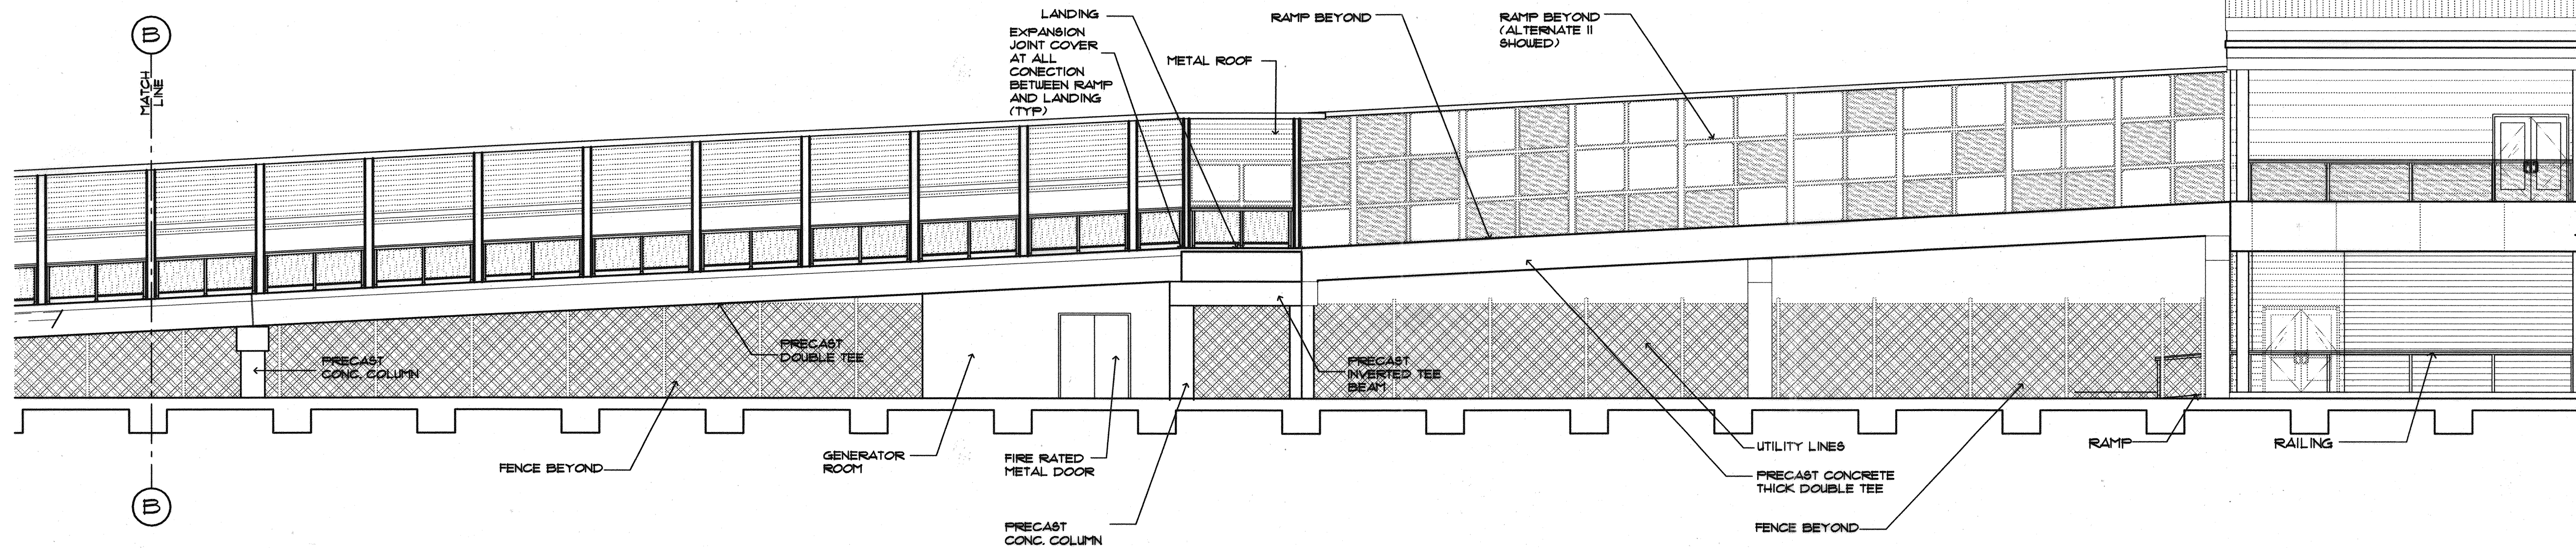 B
MATCH
LINE
LANDING
EXPANSION
JOINT COVER
AT ALL
CONECTION
BETWEEN RAMP
AND LANDING
(TYP)
METAL ROOF
RAMP BEYOND
RAMP BEYOND
(ALTERNATE II
SHOWED)
PRECAST
CONC. COLUMN
PRECAST
DOUBLE TEE
PRECAST
INVERTED TEE
BEAM
FENCE BEYOND
GENERATOR
ROOM
FIRE RATED
METAL DOOR
PRECAST
CONC. COLUMN
UTILITY LINES
PRECAST CONCRETE
THICK DOUBLE TEE
FENCE BEYOND
RAMP
RAILING
B